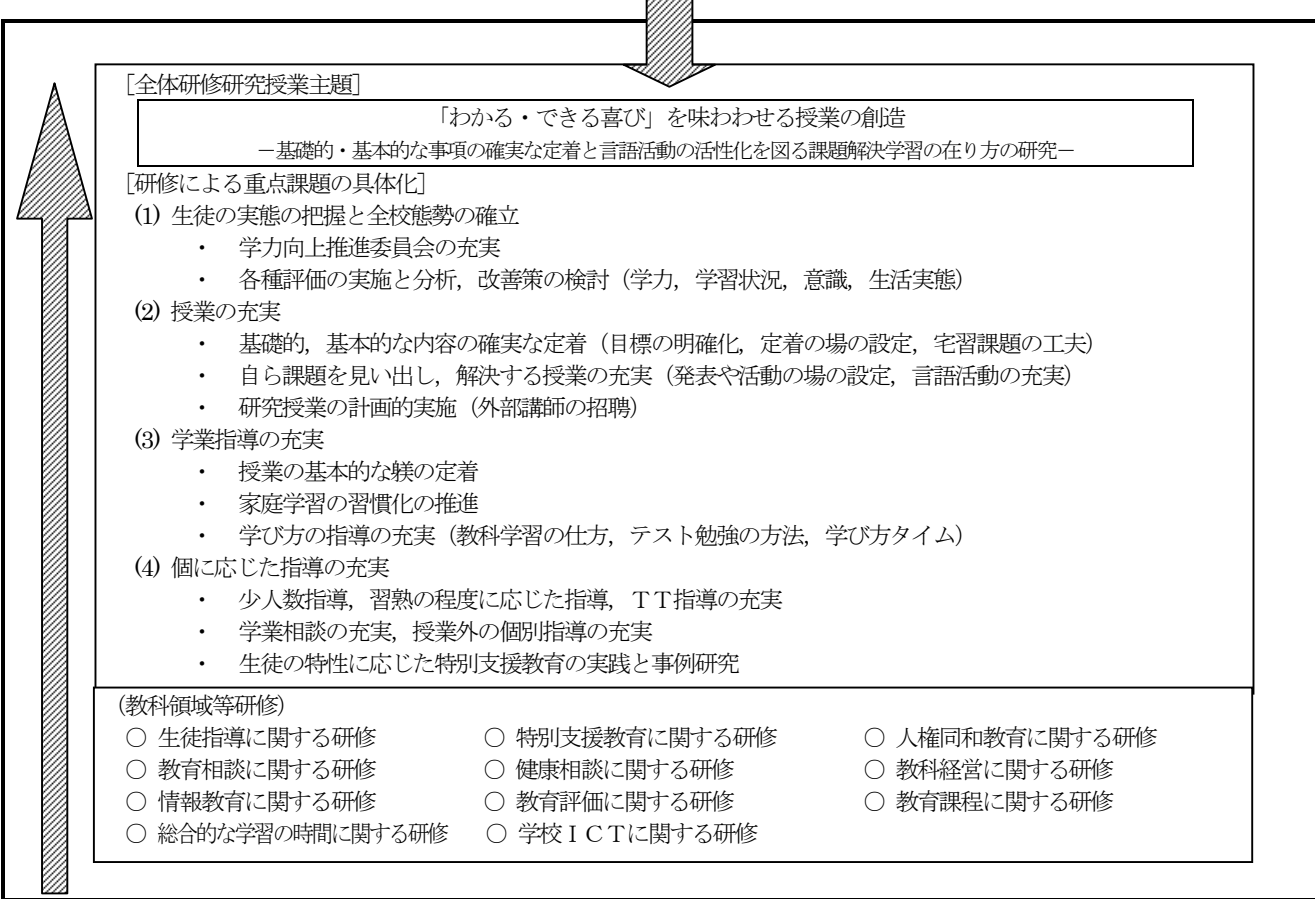 ［全体研修研究授業主題］
「わかる・できる喜び」を味わわせる授業の創造
－基礎的・基本的な事項の確実な定着と言語活動の活性化を図る課題解決学習の在り方の研究－
［研修による重点課題の具体化］
(1) 生徒の実態の把握と全校態勢の確立
・ 学力向上推進委員会の充実
・ 各種評価の実施と分析，改善策の検討（学力，学習状況，意識，生活実態）
(2) 授業の充実
・ 基礎的，基本的な内容の確実な定着（目標の明確化，定着の場の設定，宅習課題の工夫）
・ 自ら課題を見い出し，解決する授業の充実（発表や活動の場の設定，言語活動の充実）
・ 研究授業の計画的実施（外部講師の招聘）
(3) 学業指導の充実
・ 授業の基本的な躾の定着
・ 家庭学習の習慣化の推進
・ 学び方の指導の充実（教科学習の仕方，テスト勉強の方法，学び方タイム）
(4) 個に応じた指導の充実
・ 少人数指導，習熟の程度に応じた指導，ＴＴ指導の充実
・ 学業相談の充実，授業外の個別指導の充実
・ 生徒の特性に応じた特別支援教育の実践と事例研究
（教科領域等研修）
○ 生徒指導に関する研修 ○ 特別支援教育に関する研修 ○ 人権同和教育に関する研修
○ 教育相談に関する研修 ○ 健康相談に関する研修 ○ 教科経営に関する研修
○ 情報教育に関する研修 ○ 教育評価に関する研修 ○ 教育課程に関する研修
○ 総合的な学習の時間に関する研修 ○ 学校ＩＣＴに関する研修